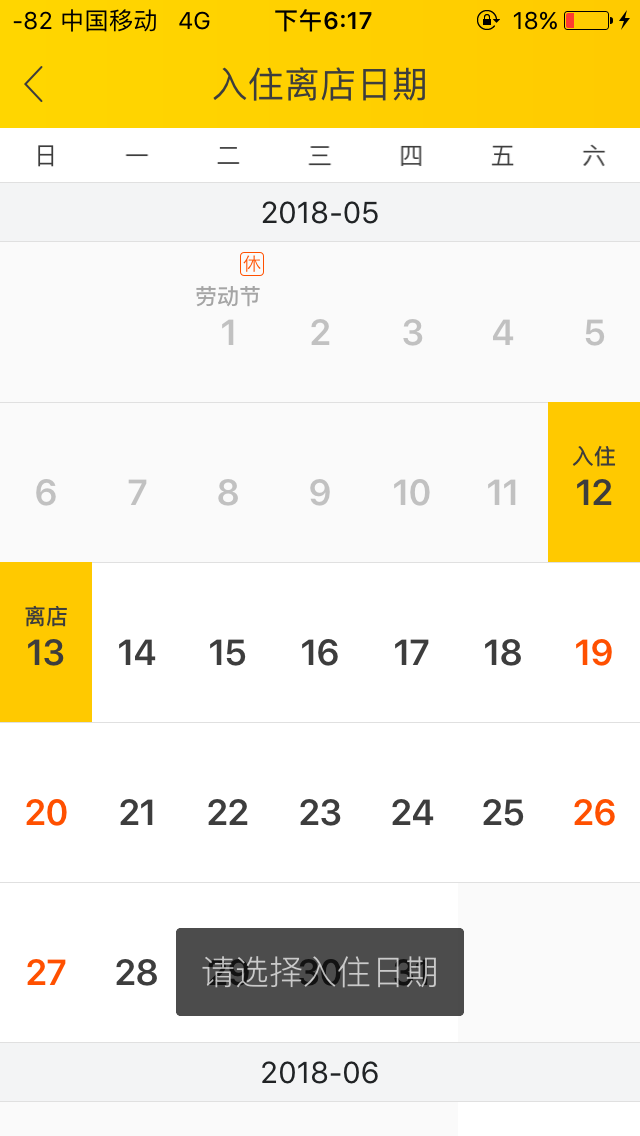 -82 中国移动 4G 下午6:17 18%
入住离店日期
日 一 二 三 四 五 六
2018-05
休
劳动节
1 2 3 4 5
入住
6 7 8 9 10 11 12
离店
13 14 15 16 17 18 19
20 21 22 23 24 25 26
27 28 29 30 31
请选择入住日期
2018-06